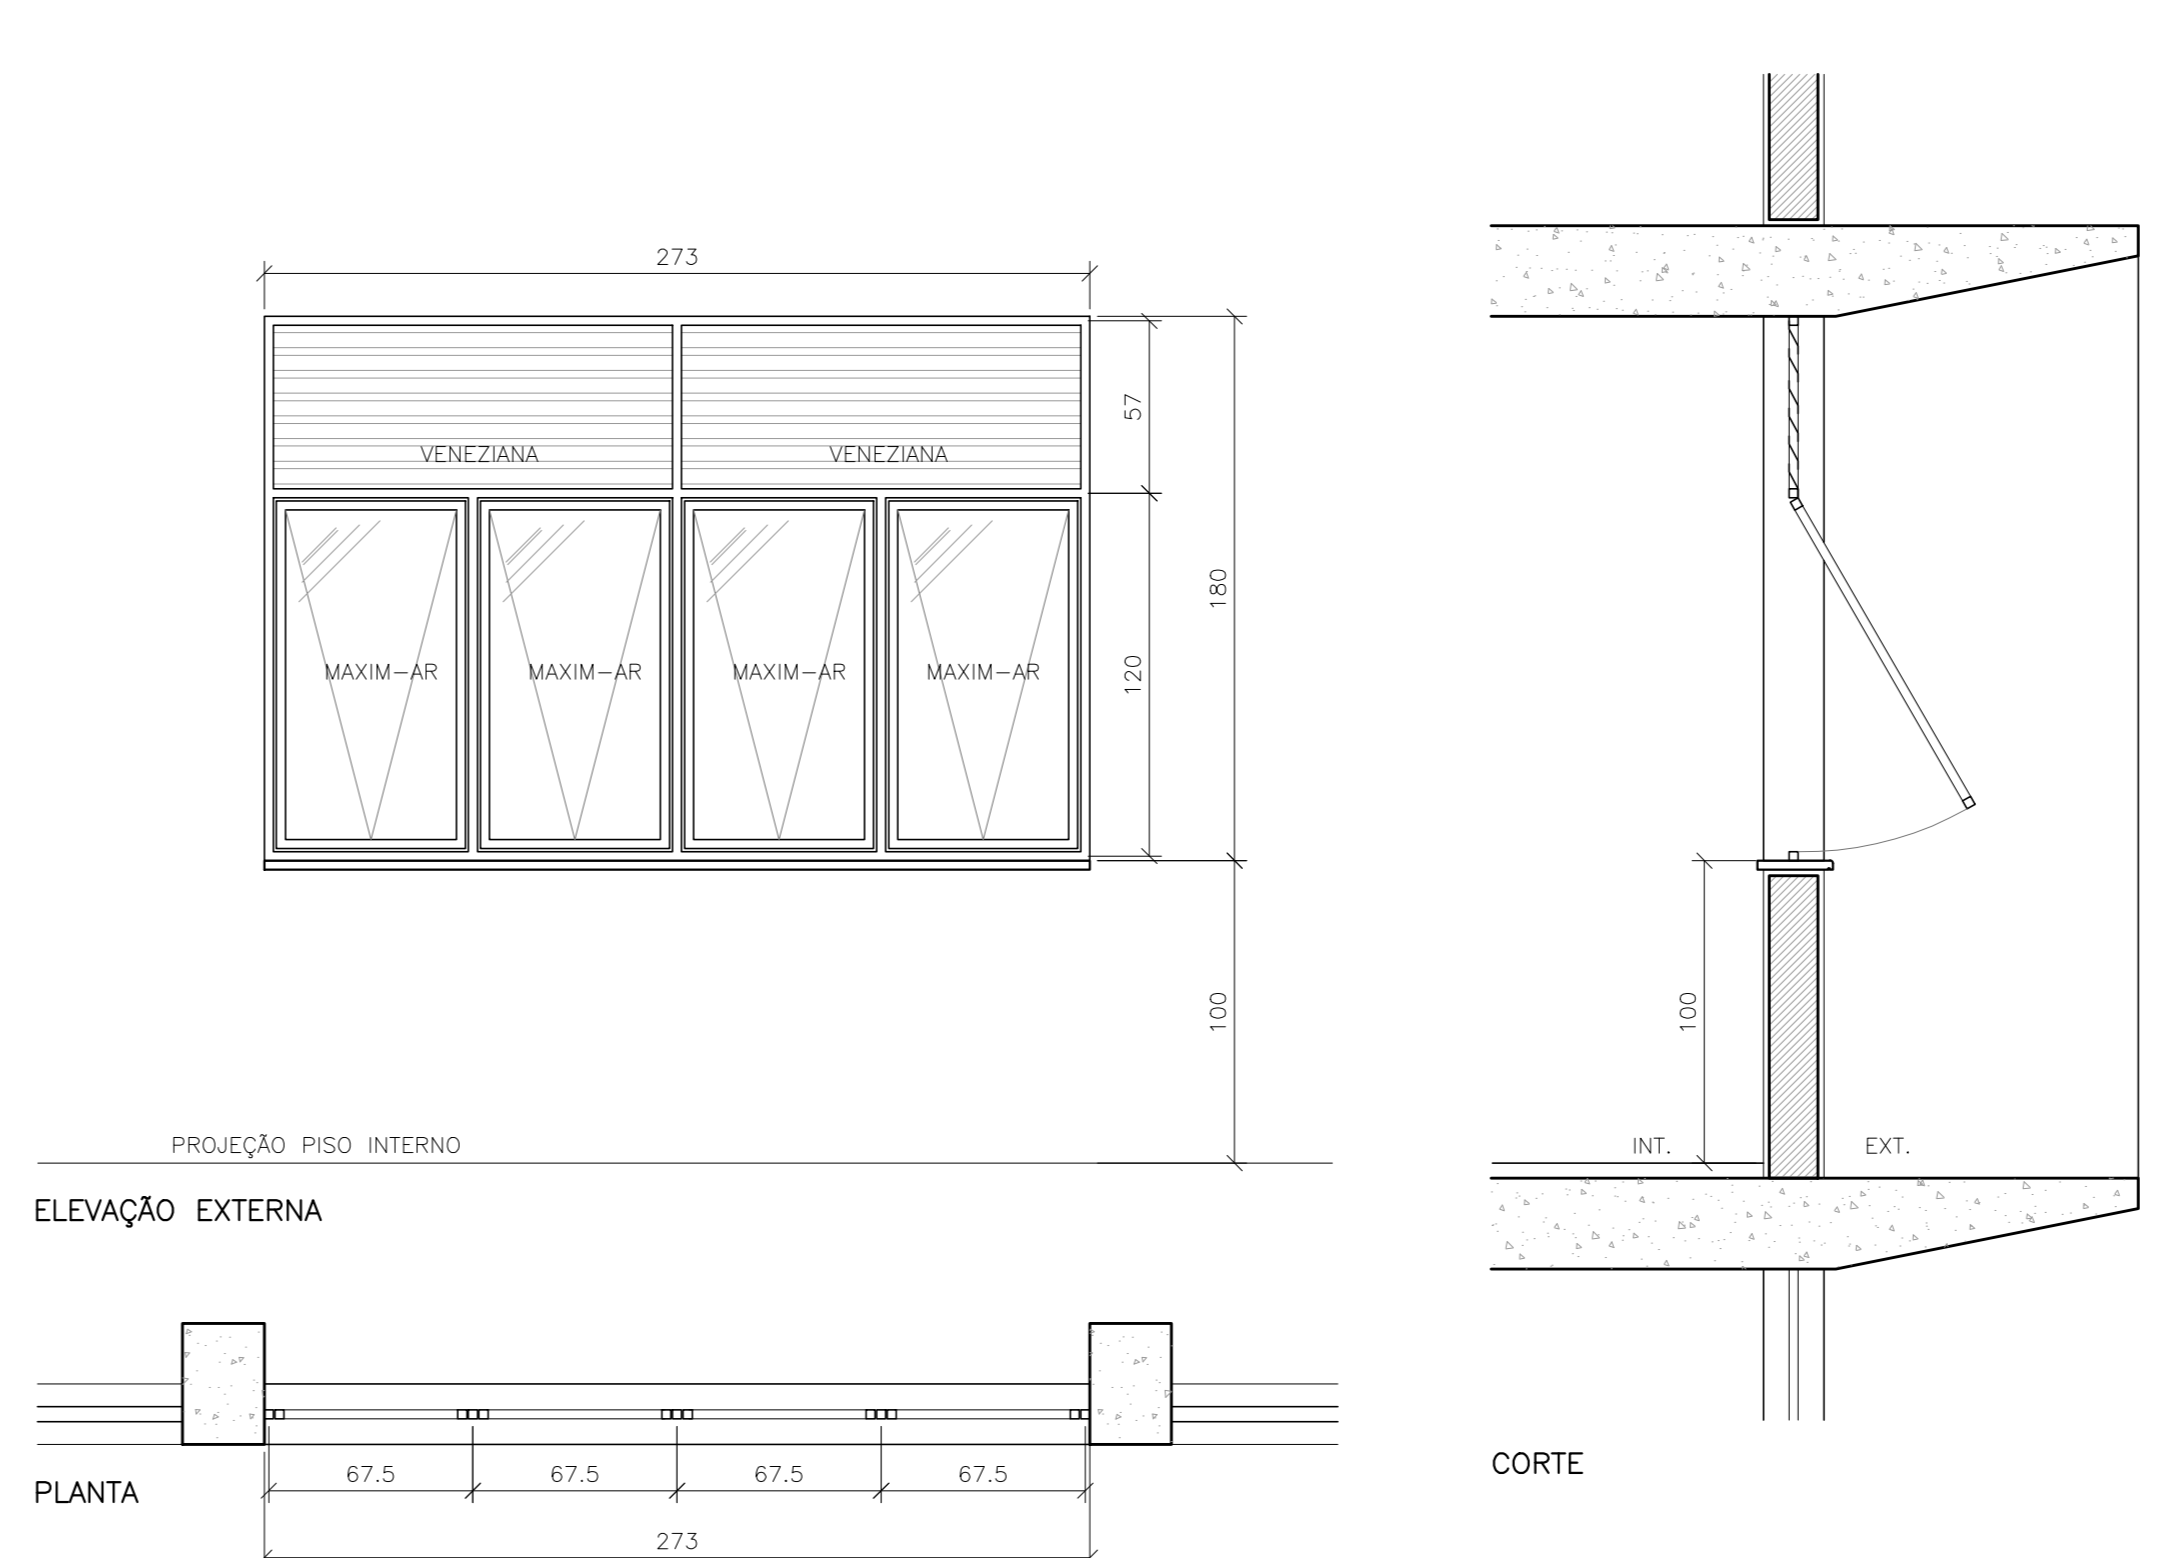 273
57
VENEZIANA VENEZIANA
180
120
MAXIM-AR MAXIM-AR MAXIM-AR MAXIM-AR
100
100
PROJEÇÃO PISO INTERNO
INT. EXT.
ELEVAÇÃO EXTERNA
67.5 67.5 67.5 67.5
PLANTA
CORTE
273